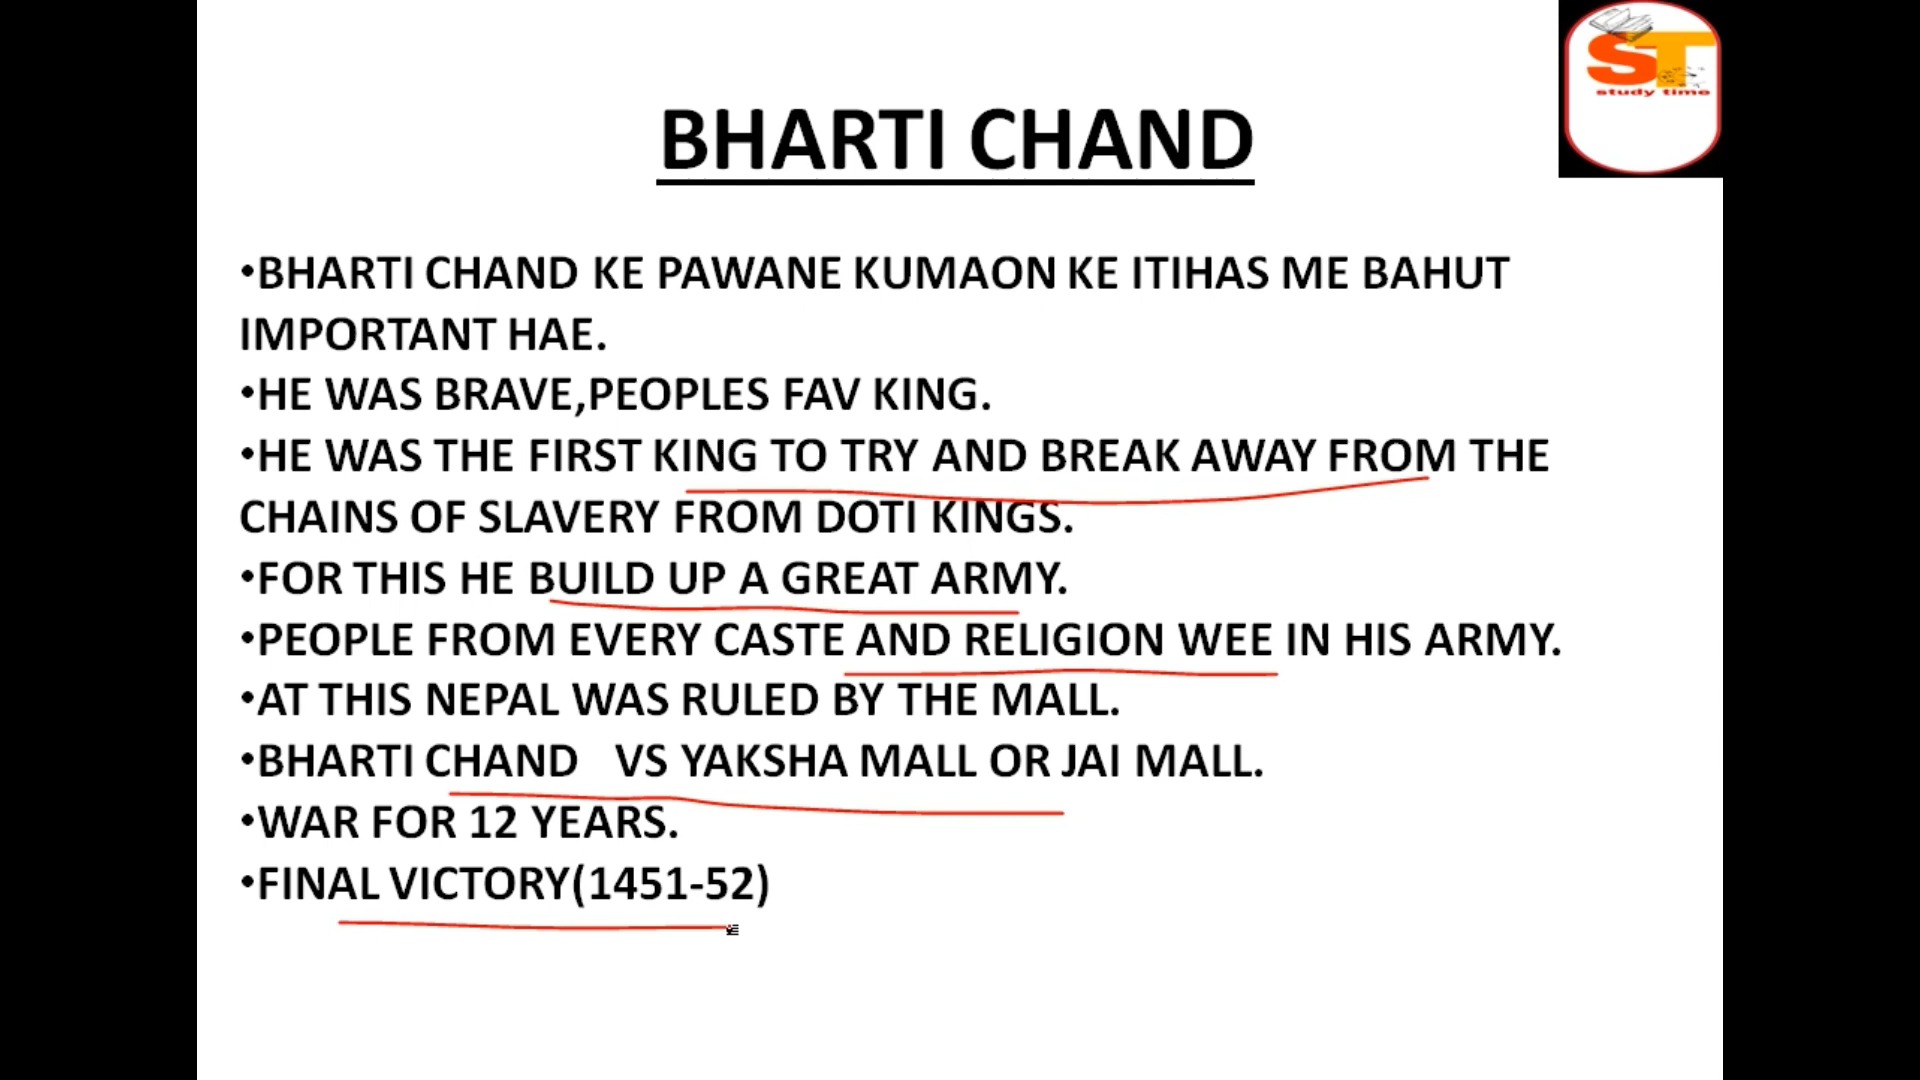 ST
study time
BHARTI CHAND
•BHARTI CHAND KE PAWANE KUMAON KE ITIHAS ME BAHUT
IMPORTANT HAE.
•HE WAS BRAVE,PEOPLES FAV KING.
•HE WAS THE FIRST KING TO TRY AND BREAK AWAY FROM THE
CHAINS OF SLAVERY FROM DOTI KINGS.
•FOR THIS HE BUILD UP A GREAT ARMY.
•PEOPLE FROM EVERY CASTE AND RELIGION WEE IN HIS ARMY.
•AT THIS NEPAL WAS RULED BY THE MALL.
•BHARTI CHAND VS YAKSHA MALL OR JAI MALL.
•WAR FOR 12 YEARS.
•FINAL VICTORY(1451-52)